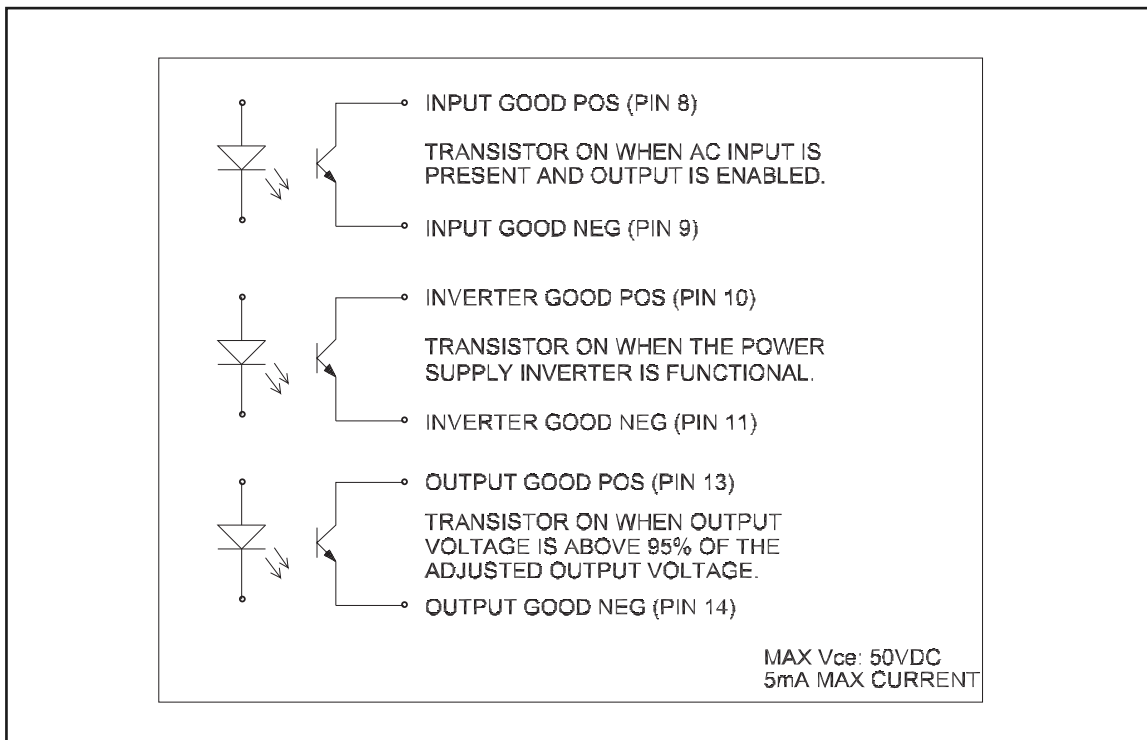 INPUT GOOD POS (PIN 8)
TRANSISTOR ON WHEN AC INPUT IS
PRESENT AND OUTPUT IS ENABLED.
INPUT GOOD NEG (PIN 9)
INVERTER GOOD POS (PIN 10)
TRANSISTOR ON WHEN THE POWER
SUPPLY INVERTER IS FUNCTIONAL.
INVERTER GOOD NEG (PIN 11)
OUTPUT GOOD POS (PIN 13)
TRANSISTOR ON WHEN OUTPUT
VOLTAGE IS ABOVE 95% OF THE
ADJUSTED OUTPUT VOLTAGE.
OUTPUT GOOD NEG (PIN 14)
MAX Vce: 50VDC
5mA MAX CURRENT